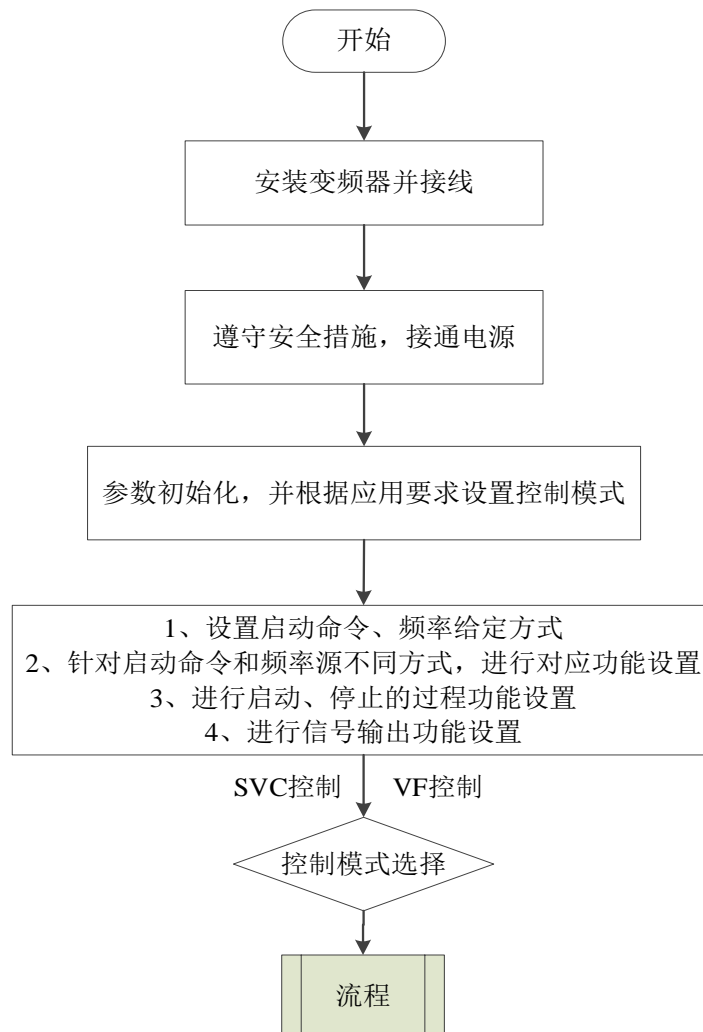 开始
安装变频器并接线
遵守安全措施，接通电源
参数初始化，并根据应用要求设置控制模式
1、设置启动命令、频率给定方式
2、针对启动命令和频率源不同方式，进行对应功能设置
3、进行启动、停止的过程功能设置
4、进行信号输出功能设置
SVC控制 VF控制
控制模式选择
流程